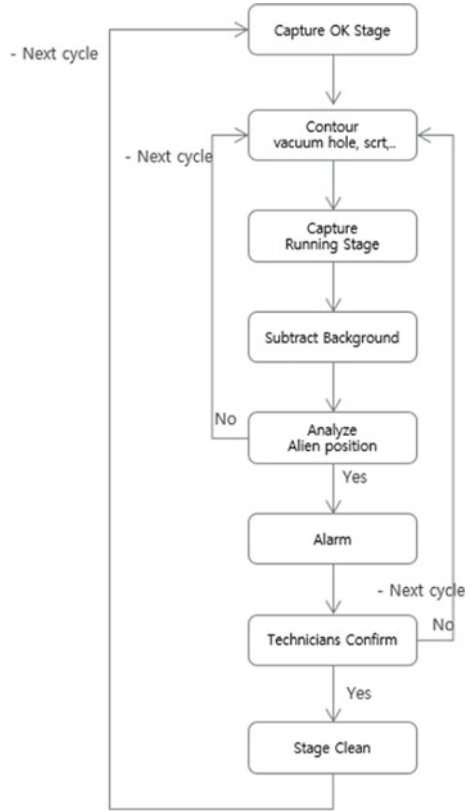 Capture OK Stage
- Next cycle
Contour
vacuum hole, scrt,..
- Next cycle
Capture
Running Stage
Subtract Background
No
Analyze
Alien position
Yes
Alarm
- Next cycle
Technicians Confirm
No
Yes
Stage Clean